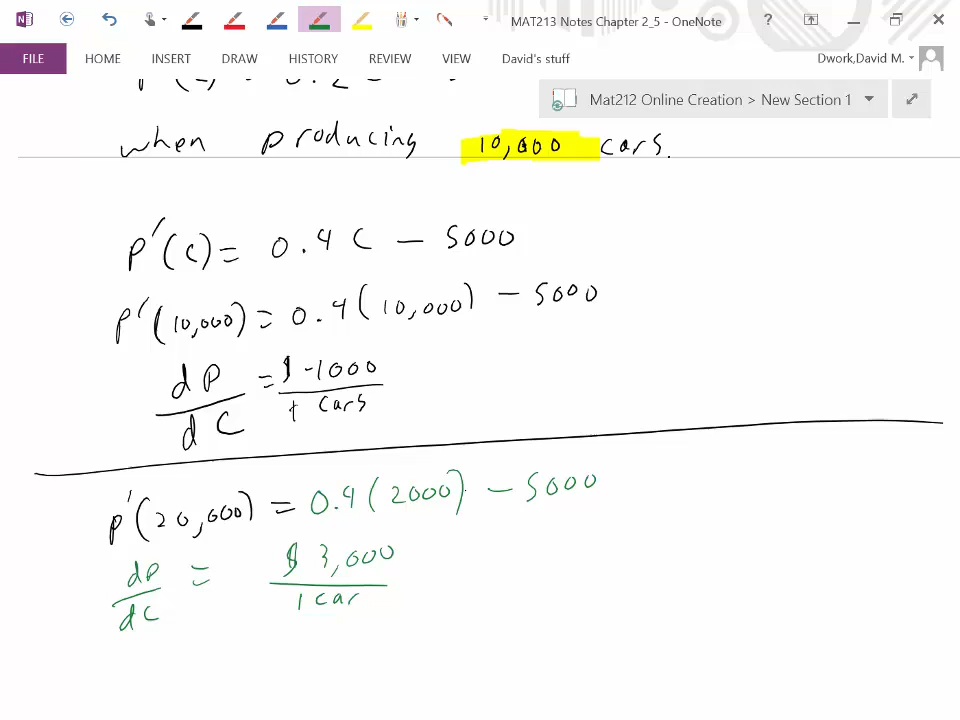 MAT213 Notes Chapter 2_5 - OneNote
?
FILE HOME INSERT DRAW HISTORY REVIEW VIEW David's stuff
Dwork,David M.
Mat212 Online Creation > New Section 1
when producing 10,000 cars.
P'(C) = 0.4 C - 5000
P'(10,000) = 0.4(10,000) - 5000
dP/dC = $-1000/1 cars
P'(20,000) = 0.4(2000) - 5000
dP/dC = $3,000/1 car